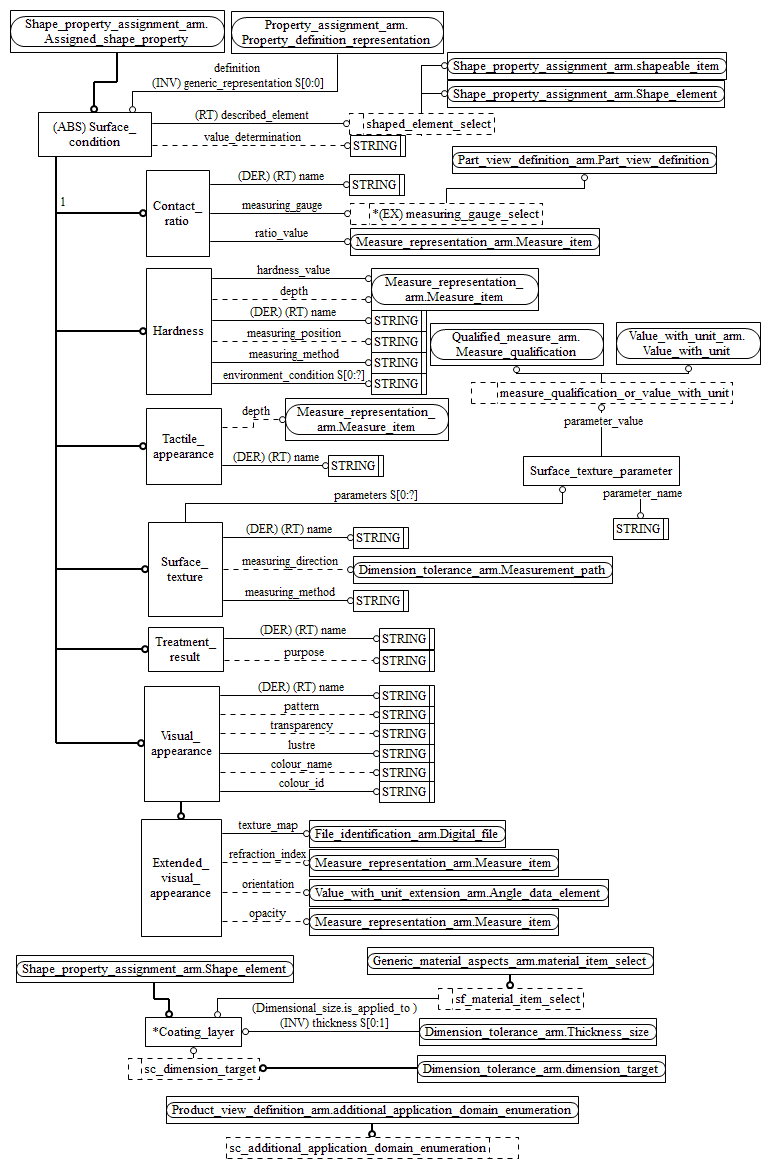 Shape_property_assignment_arm.
Assigned_shape_property
Property_assignment_arm.
Property_definition_representation
definition
(INV) generic_representation S[0:0]
Shape_property_assignment_arm.shapeable_item
Shape_property_assignment_arm.Shape_element
(ABS) Surface_
condition
(RT) described_element
shaped_element_select
value_determination
STRING
Part_view_definition_arm.Part_view_definition
1
Contact_
ratio
(DER) (RT) name
STRING
measuring_gauge
*(EX) measuring_gauge_select
ratio_value
Measure_representation_arm.Measure_item
Hardness
hardness_value
depth
Measure_representation_
arm.Measure_item
(DER) (RT) name
STRING
measuring_position
STRING
measuring_method
STRING
environment_condition S[0:?]
STRING
Qualified_measure_arm.
Measure_qualification
Value_with_unit_arm.
Value_with_unit
measure_qualification_or_value_with_unit
parameter_value
Tactile_
appearance
depth
Measure_representation_
arm.Measure_item
(DER) (RT) name
STRING
Surface_texture_parameter
parameters S[0:?]
parameter_name
STRING
Surface_
texture
(DER) (RT) name
STRING
measuring_direction
Dimension_tolerance_arm.Measurement_path
measuring_method
STRING
Treatment_
result
(DER) (RT) name
STRING
purpose
STRING
Visual_
appearance
(DER) (RT) name
STRING
pattern
STRING
transparency
STRING
lustre
STRING
colour_name
STRING
colour_id
STRING
Extended_
visual_
appearance
texture_map
File_identification_arm.Digital_file
refraction_index
Measure_representation_arm.Measure_item
orientation
Value_with_unit_extension_arm.Angle_data_element
opacity
Measure_representation_arm.Measure_item
Shape_property_assignment_arm.Shape_element
Generic_material_aspects_arm.material_item_select
sf_material_item_select
(Dimensional_size.is_applied_to )
(INV) thickness S[0:1]
*Coating_layer
Dimension_tolerance_arm.Thickness_size
sc_dimension_target
Dimension_tolerance_arm.dimension_target
Product_view_definition_arm.additional_application_domain_enumeration
sc_additional_application_domain_enumeration